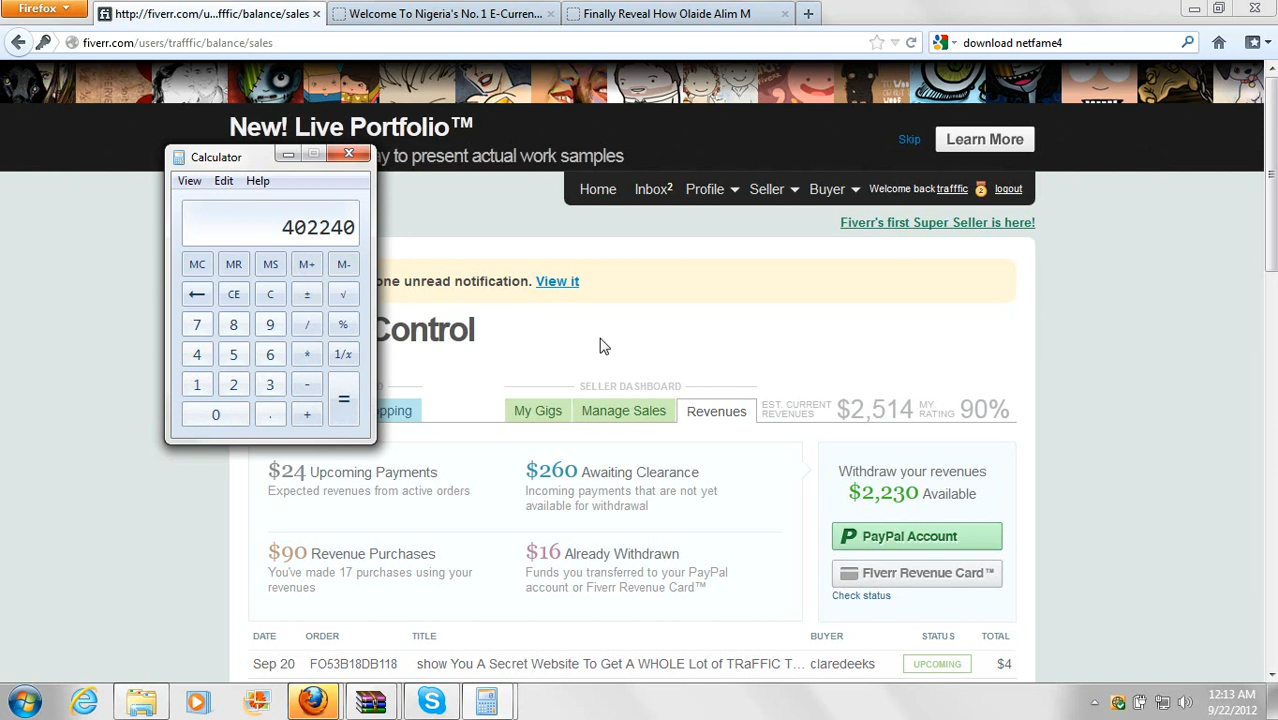 Firefox
http://fiverr.com/u...fffic/balance/sales
Welcome To Nigeria's No. 1 E-Curren...
Finally Reveal How Olaide Alim M
fiverr.com/users/trafffic/balance/sales
download netfame4
New! Live Portfolio™
ay to present actual work samples
Skip
Learn More
Home
Inbox2
Profile
Seller
Buyer
Welcome back trafffic
logout
Fiverr's first Super Seller is here!
Calculator
View Edit Help
402240
MC MR MS M+ M-
← CE C ± √
7 8 9 / %
4 5 6 * 1/x
1 2 3 - =
0 . +
one unread notification. View it
Control
SELLER DASHBOARD
opping
My Gigs
Manage Sales
Revenues
EST. CURRENT
REVENUES
$2,514
MY
RATING
90%
$24 Upcoming Payments
Expected revenues from active orders
$260 Awaiting Clearance
Incoming payments that are not yet
available for withdrawal
$90 Revenue Purchases
You've made 17 purchases using your
revenues
$16 Already Withdrawn
Funds you transferred to your PayPal
account or Fiverr Revenue Card™
Withdraw your revenues
$2,230 Available
PayPal Account
Fiverr Revenue Card™
Check status
DATE ORDER TITLE BUYER STATUS TOTAL
Sep 20 FO53B18DB118 show You A Secret Website To Get A WHOLE Lot of TRaFFIC T... claredeeks UPCOMING $4
12:13 AM
9/22/2012